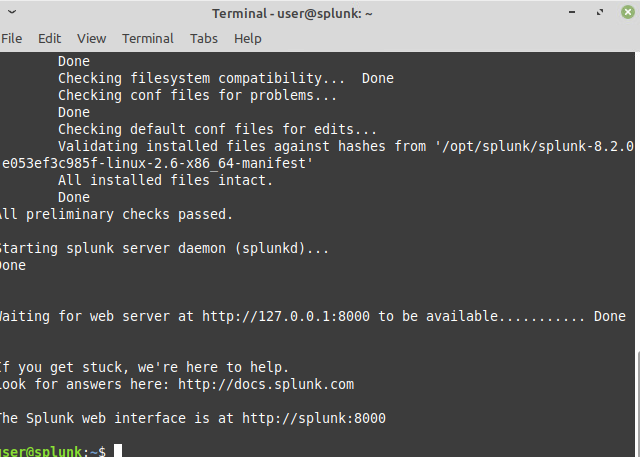 Terminal - user@splunk: ~
File Edit View Terminal Tabs Help
Done
Checking filesystem compatibility... Done
Checking conf files for problems...
Done
Checking default conf files for edits...
Validating installed files against hashes from '/opt/splunk/splunk-8.2.0
e053ef3c985f-linux-2.6-x86_64-manifest'
All installed files intact.
Done
All preliminary checks passed.
Starting splunk server daemon (splunkd)...
Done
Waiting for web server at http://127.0.0.1:8000 to be available........... Done
If you get stuck, we're here to help.
Look for answers here: http://docs.splunk.com
The Splunk web interface is at http://splunk:8000
user@splunk:~$